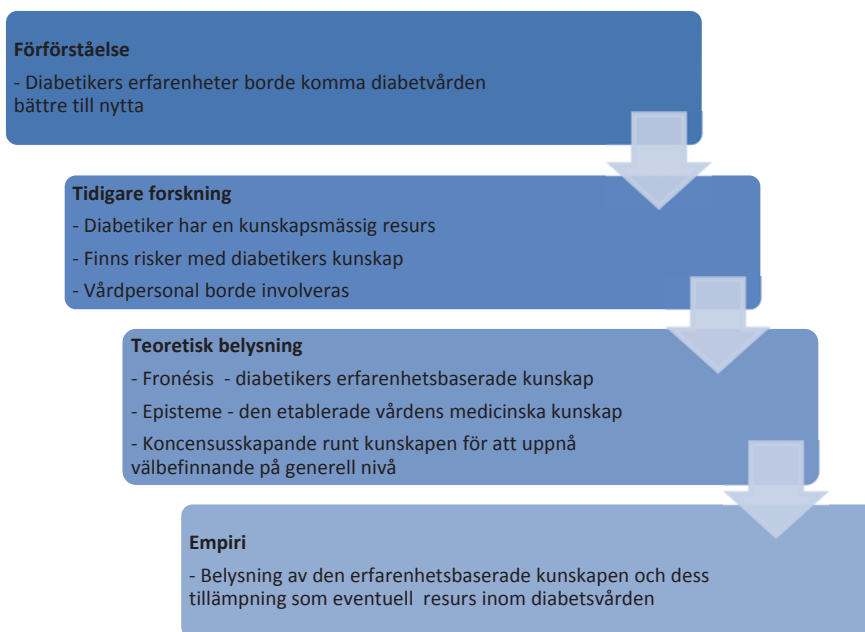 Förförståelse
- Diabetikers erfarenheter borde komma diabetvården
bättre till nytta
Tidigare forskning
- Diabetiker har en kunskapsmässig resurs
- Finns risker med diabetikers kunskap
- Vårdpersonal borde involveras
Teoretisk belysning
- Fronésis - diabetikers erfarenhetsbaserade kunskap
- Episteme - den etablerade vårdens medicinska kunskap
- Koncensusskapande runt kunskapen för att uppnå
välbefinnande på generell nivå
Empiri
- Belysning av den erfarenhetsbaserade kunskapen och dess
tillämpning som eventuell resurs inom diabetsvården